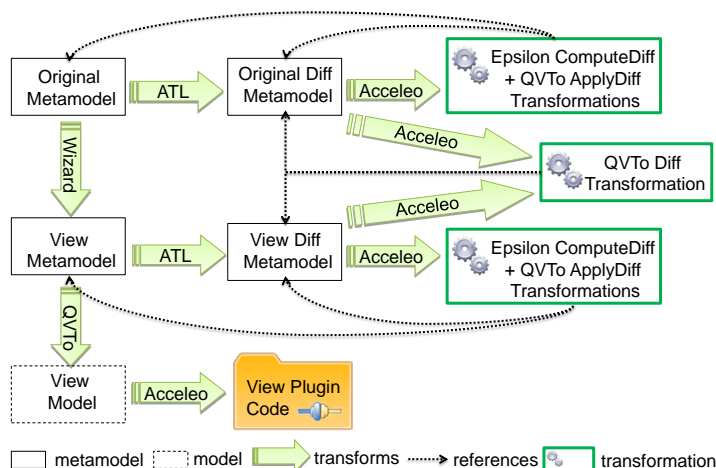 Original
Metamodel
ATL
Original Diff
Metamodel
Acceleo
Epsilon ComputeDiff
+ QVTo ApplyDiff
Transformations
Acceleo
Wizard
QVTo Diff
Transformation
Acceleo
View
Metamodel
ATL
View Diff
Metamodel
Acceleo
Epsilon ComputeDiff
+ QVTo ApplyDiff
Transformations
QVTo
View
Model
Acceleo
View Plugin
Code
metamodel
model
transforms
references
transformation